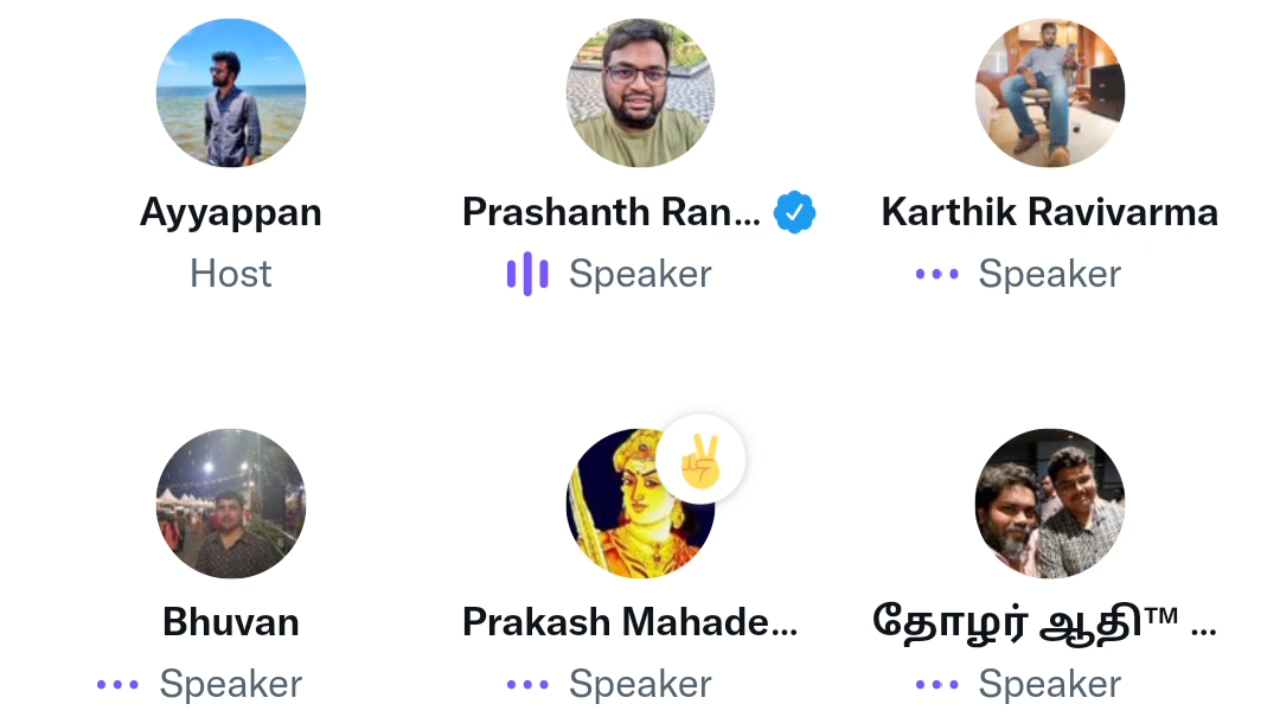 Ayyappan
Host
Prashanth Ran...
Speaker
Karthik Ravivarma
Speaker
Bhuvan
Speaker
Prakash Mahade...
Speaker
தோழர் ஆதி™ ...
Speaker